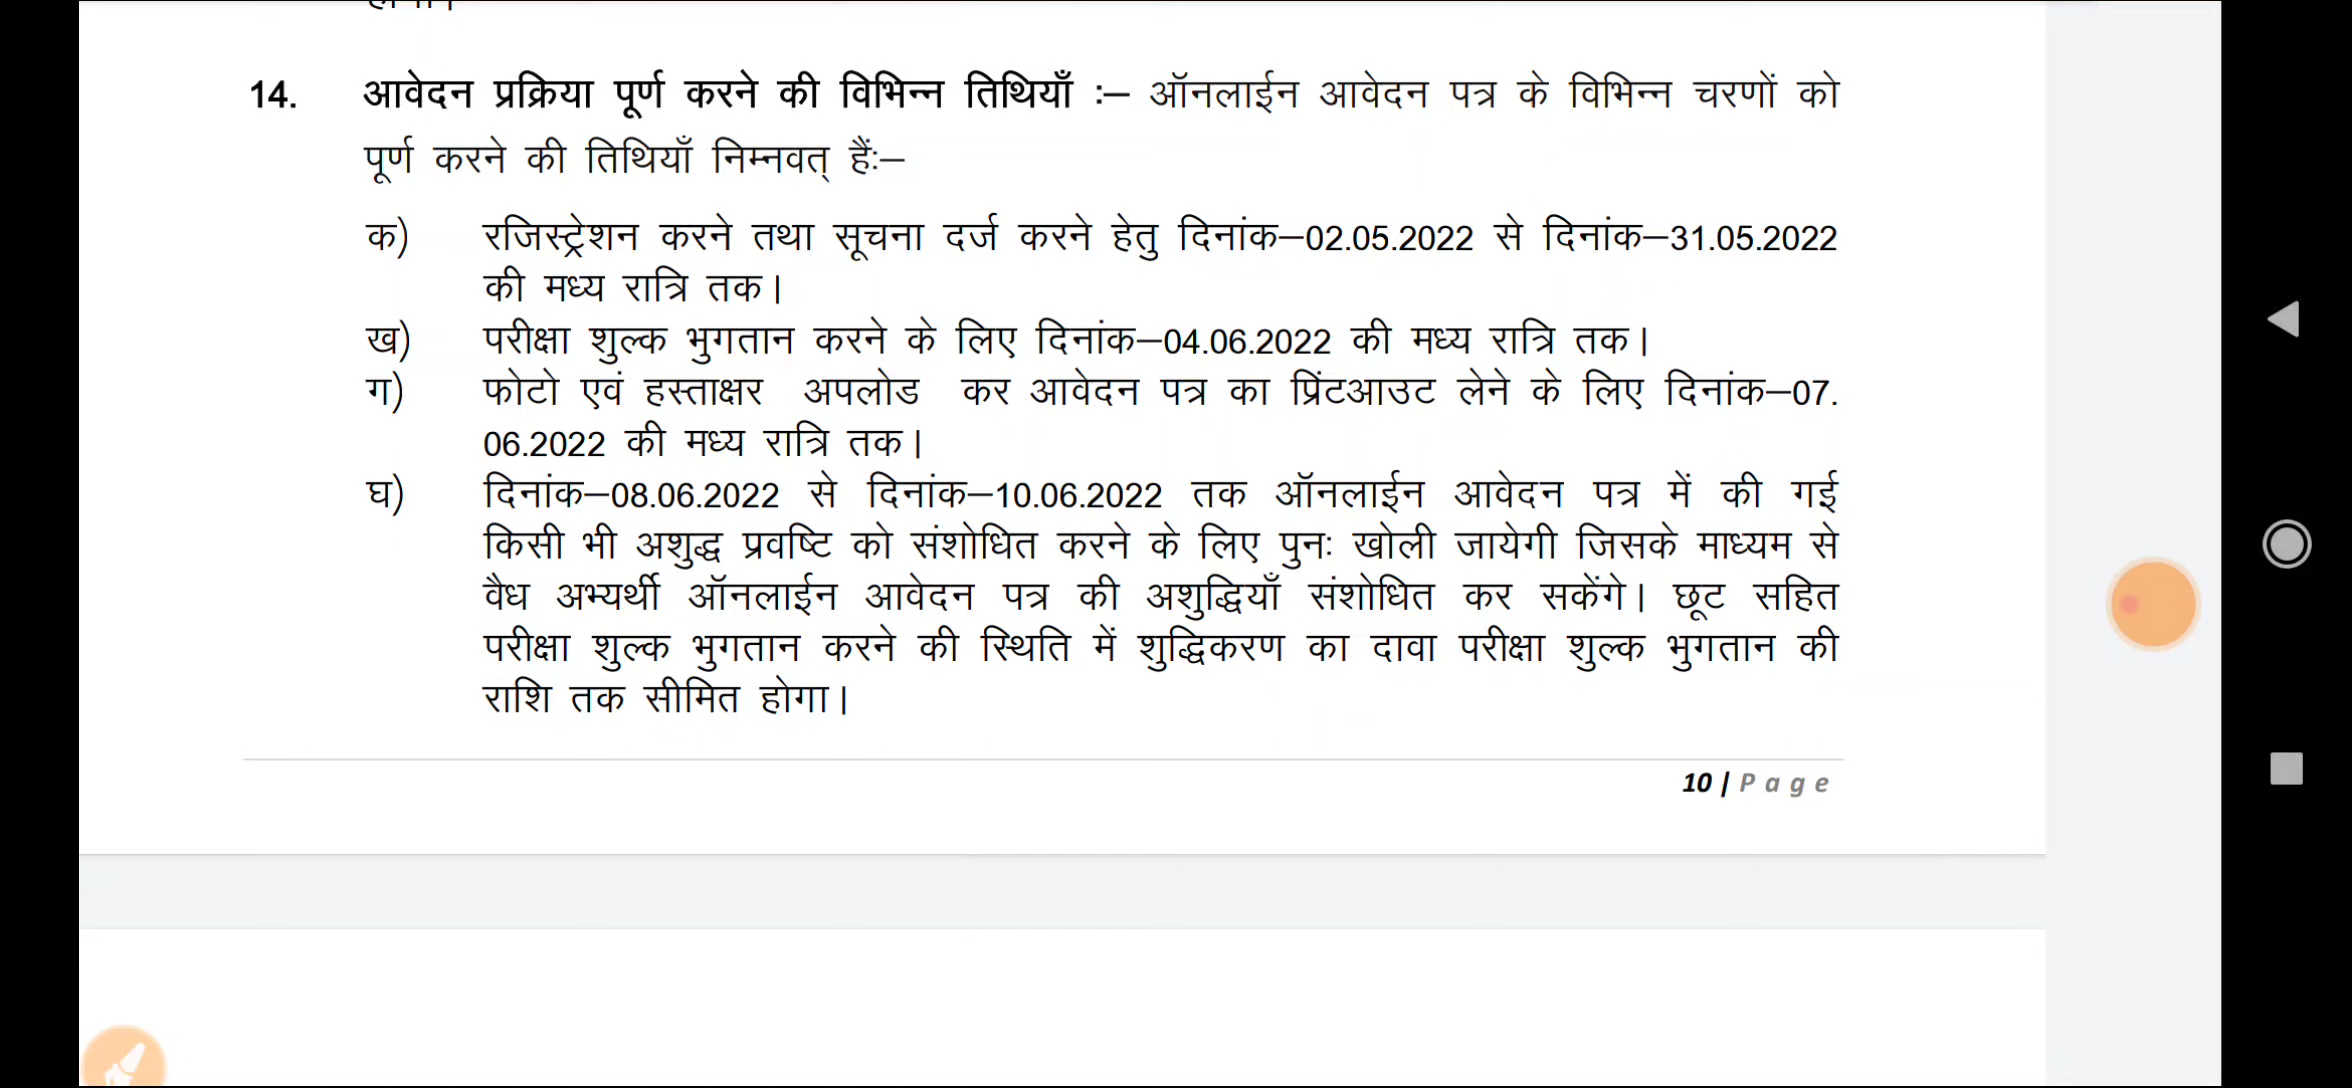 14. आवेदन प्रक्रिया पूर्ण करने की विभिन्न तिथियाँ :– ऑनलाईन आवेदन पत्र के विभिन्न चरणों को
पूर्ण करने की तिथियाँ निम्नवत् हैंः–
क) रजिस्ट्रेशन करने तथा सूचना दर्ज करने हेतु दिनांक–02.05.2022 से दिनांक–31.05.2022
की मध्य रात्रि तक।
ख) परीक्षा शुल्क भुगतान करने के लिए दिनांक–04.06.2022 की मध्य रात्रि तक।
ग) फोटो एवं हस्ताक्षर अपलोड कर आवेदन पत्र का प्रिंटआउट लेने के लिए दिनांक–07.
06.2022 की मध्य रात्रि तक।
घ) दिनांक–08.06.2022 से दिनांक–10.06.2022 तक ऑनलाईन आवेदन पत्र में की गई
किसी भी अशुद्ध प्रवष्टि को संशोधित करने के लिए पुनः खोली जायेगी जिसके माध्यम से
वैध अभ्यर्थी ऑनलाईन आवेदन पत्र की अशुद्धियाँ संशोधित कर सकेंगे। छूट सहित
परीक्षा शुल्क भुगतान करने की स्थिति में शुद्धिकरण का दावा परीक्षा शुल्क भुगतान की
राशि तक सीमित होगा।
10 | Page